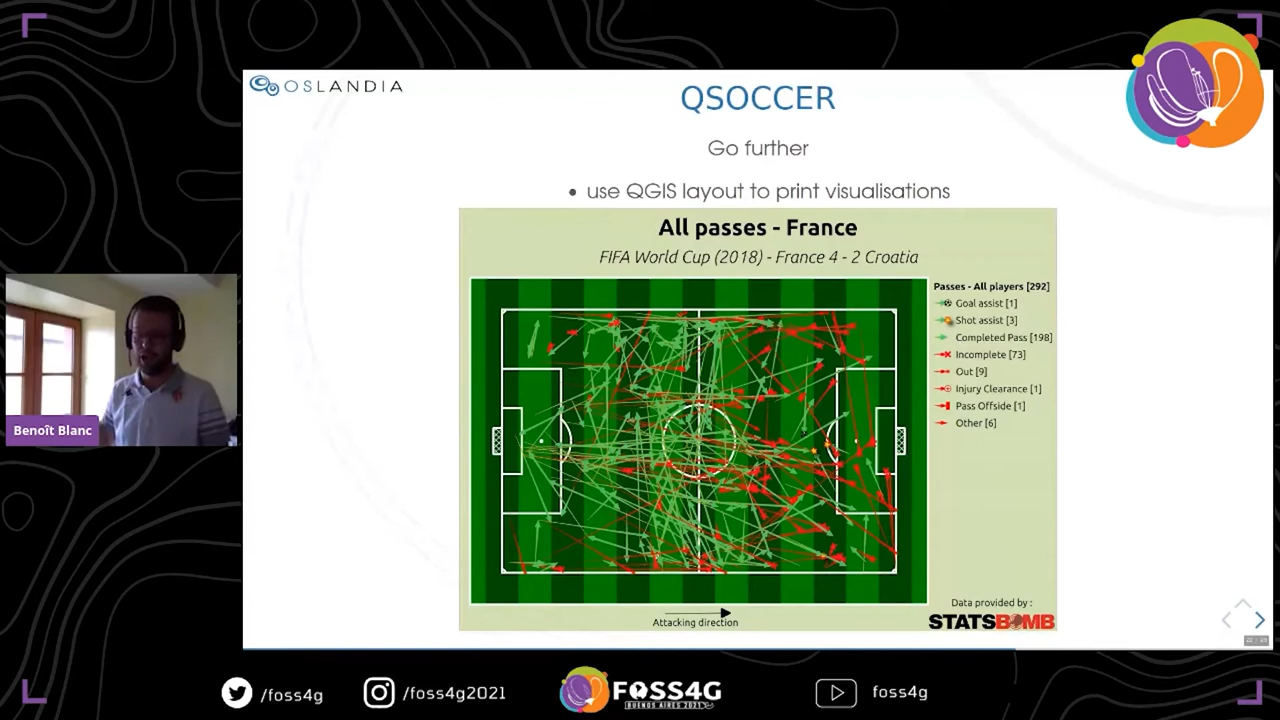 OSLANDIA
QSOCCER
Go further
• use QGIS layout to print visualisations
All passes - France
FIFA World Cup (2018) - France 4 - 2 Croatia
Passes - All players [292]
Goal assist [1]
Shot assist [3]
Completed Pass [198]
Incomplete [73]
Out [9]
Injury Clearance [1]
Pass Offside [1]
Other [6]
Attacking direction
Data provided by :
STATSBOMB
Benoît Blanc
/foss4g
/foss4g2021
FOSS4G
BUENOS AIRES 2021
foss4g